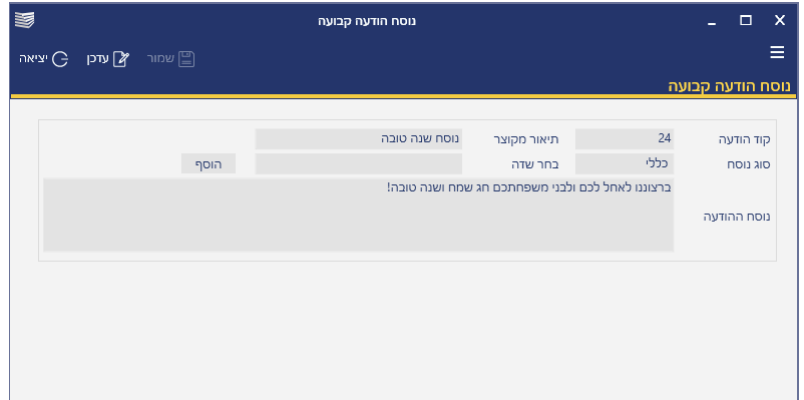 נוסח הודעה קבועה
שמור עדכן יציאה
נוסח הודעה קבועה
קוד הודעה 24 תיאור מקוצר נוסח שנה טובה
סוג נוסח כללי בחר שדה הוסף
נוסח ההודעה ברצוננו לאחל לכם ולבני משפחתכם חג שמח ושנה טובה!